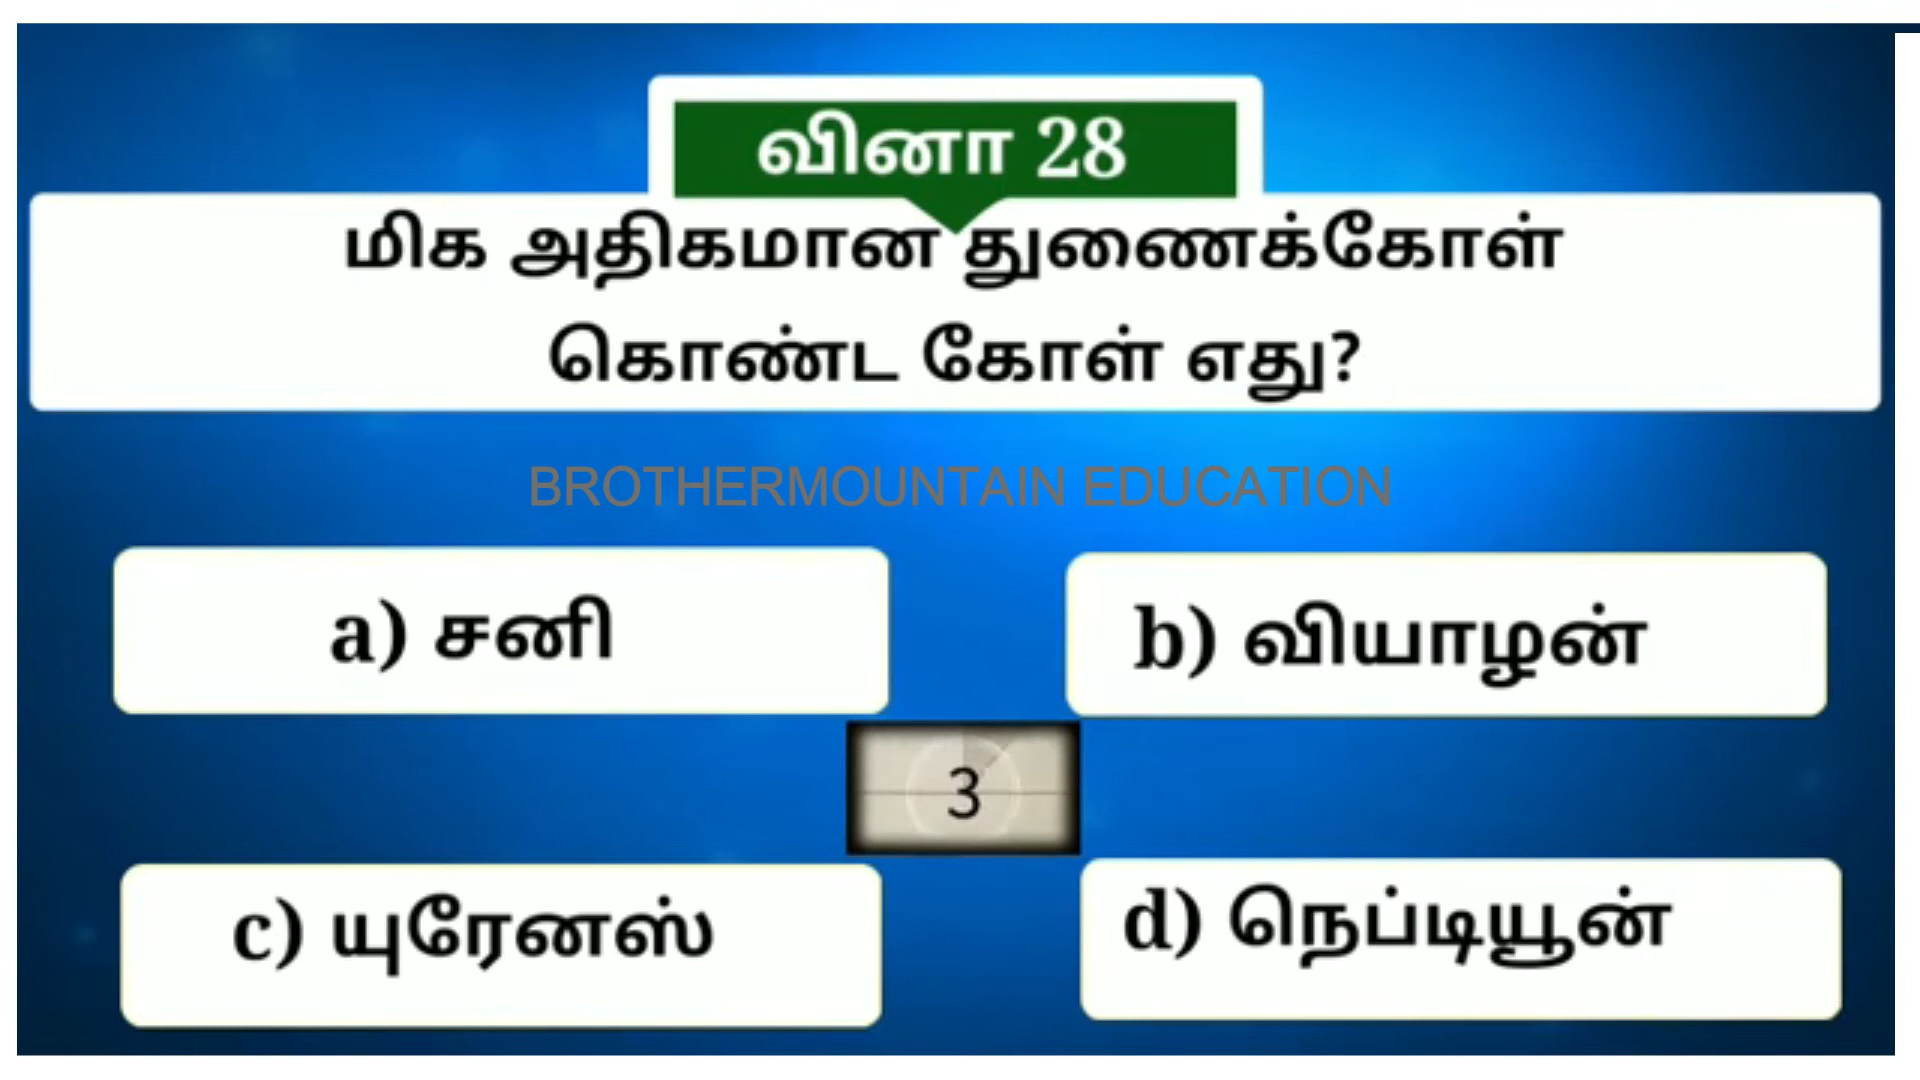 வினா 28
மிக அதிகமான துணைக்கோள்
கொண்ட கோள் எது?
BROTHERMOUNTAIN EDUCATION
a) சனி
b) வியாழன்
3
c) யுரேனஸ்
d) நெப்டியூன்